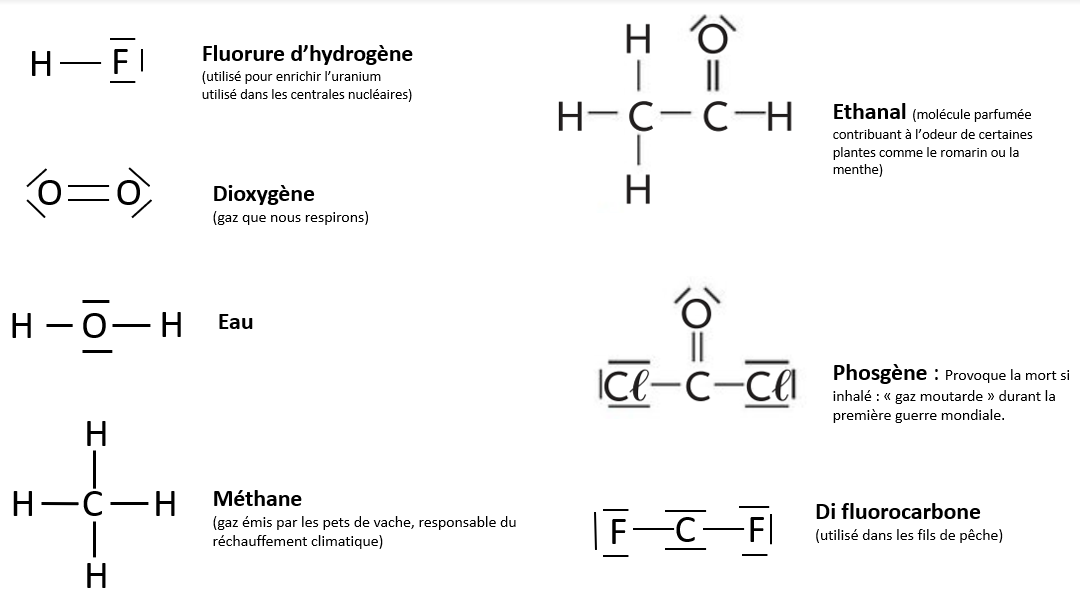 H — F
Fluorure d’hydrogène
(utilisé pour enrichir l’uranium
utilisé dans les centrales nucléaires)
O = O
Dioxygène
(gaz que nous respirons)
H — O — H
Eau
H
H — C — H
H
Méthane
(gaz émis par les pets de vache, responsable du
réchauffement climatique)
H O
H — C — C — H
H
Ethanal (molécule parfumée
contribuant à l’odeur de certaines
plantes comme le romarin ou la
menthe)
O
Cℓ — C — Cℓ
Phosgène : Provoque la mort si
inhalé : « gaz moutarde » durant la
première guerre mondiale.
F — C — F
Di fluorocarbone
(utilisé dans les fils de pêche)